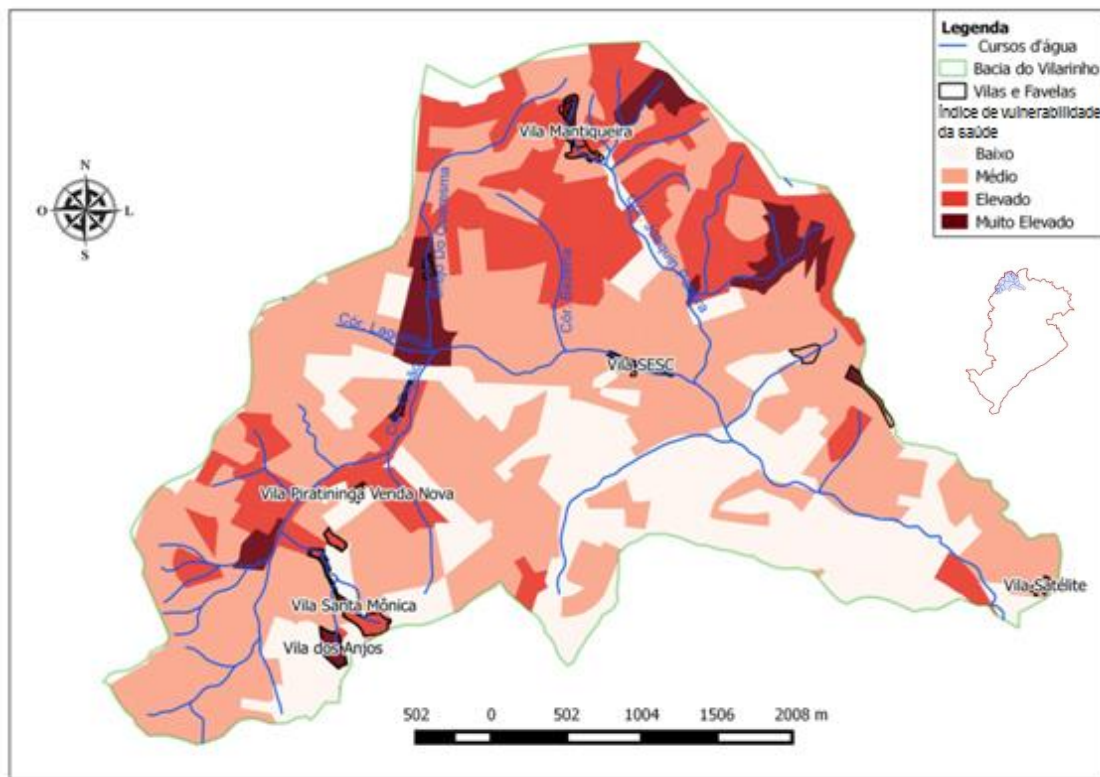 Legenda
Cursos d'água
Bacia do Vilarinho
Vilas e Favelas
Índice de vulnerabilidade
da saúde
Baixo
Médio
Elevado
Muito Elevado
N
O
L
S
Vila Mantiqueira
Cór.
Vila SESC
Vila Piratininga Venda Nova
Vila Santa Mônica
Vila dos Anjos
Vila Satélite
502 0 502 1004 1506 2008 m